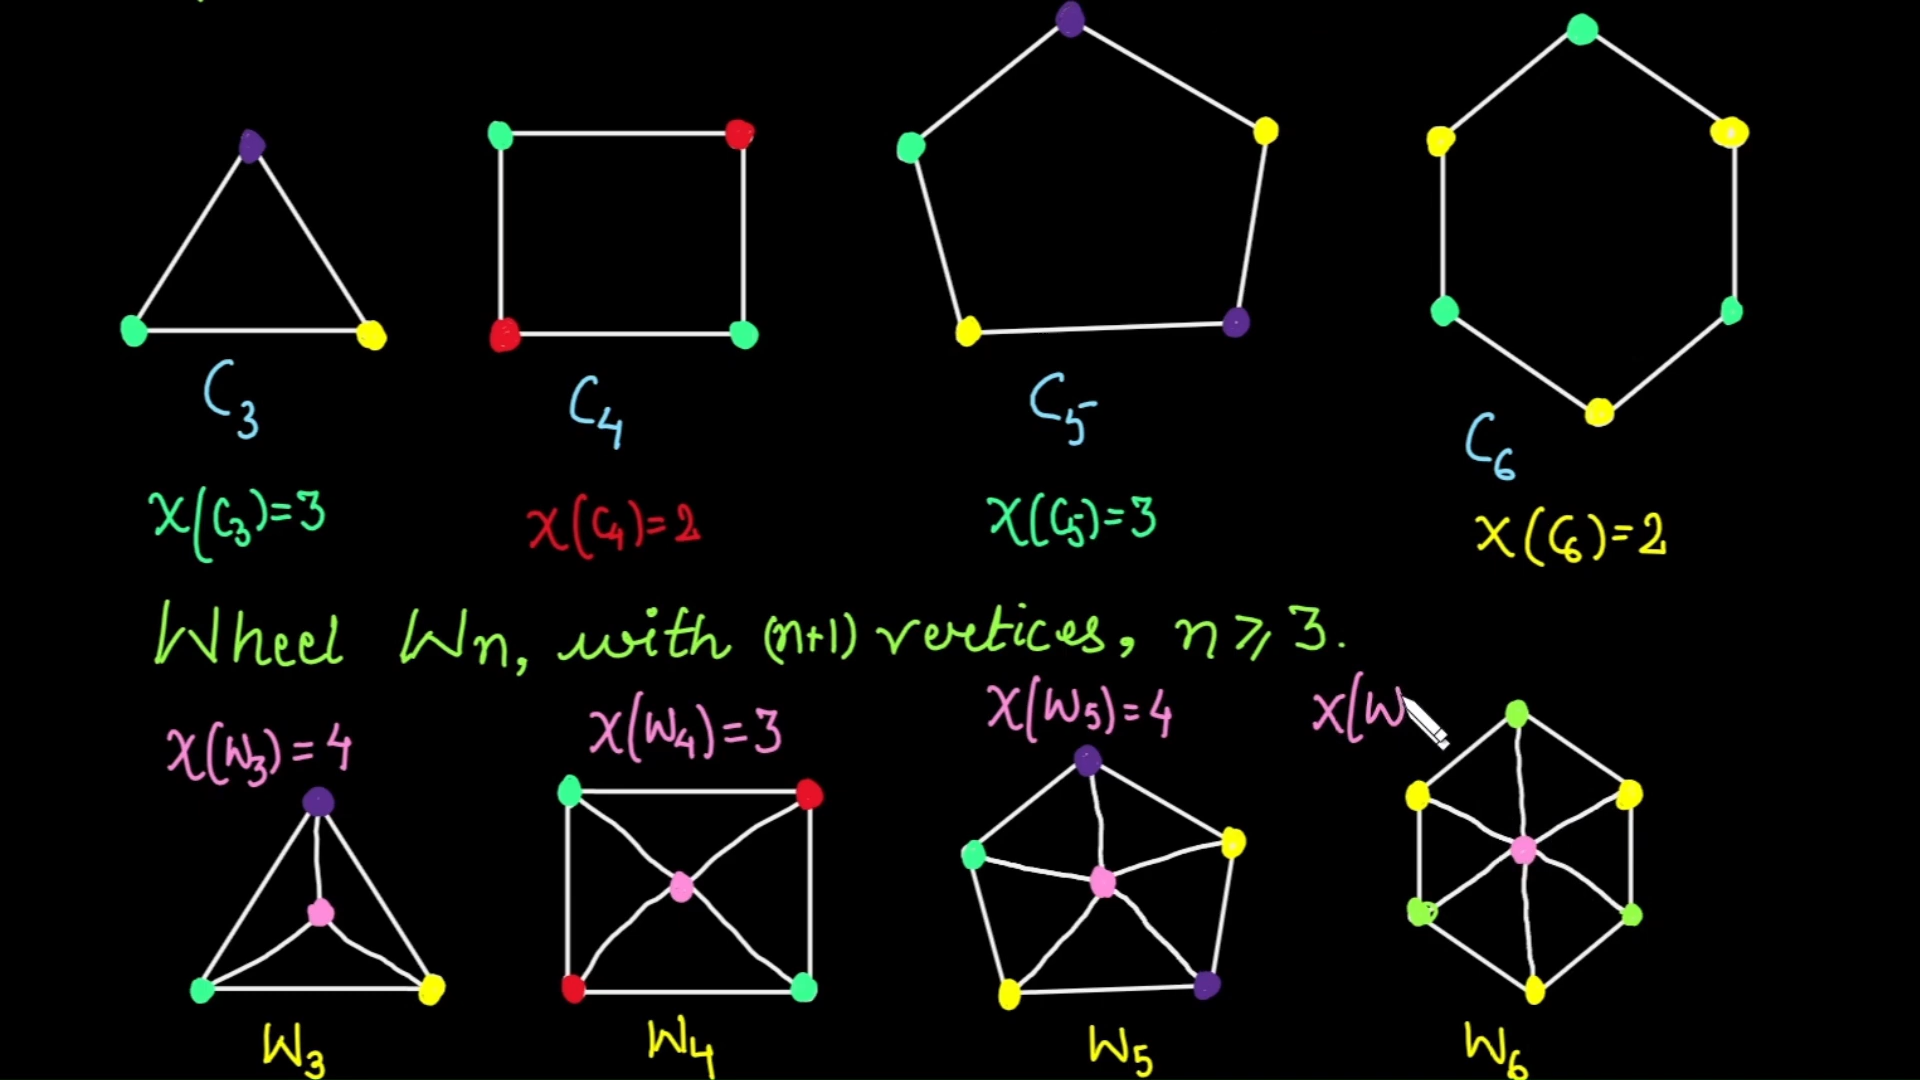 C₃ C₄ C₅ C₆
χ(C₃)=3 χ(C₄)=2 χ(C₅)=3 χ(C₆)=2
Wheel Wn, with (n+1) vertices, n ⩾ 3.
χ(W₃)=4 χ(W₄)=3 χ(W₅)=4 χ(W
W₃ W₄ W₅ W₆